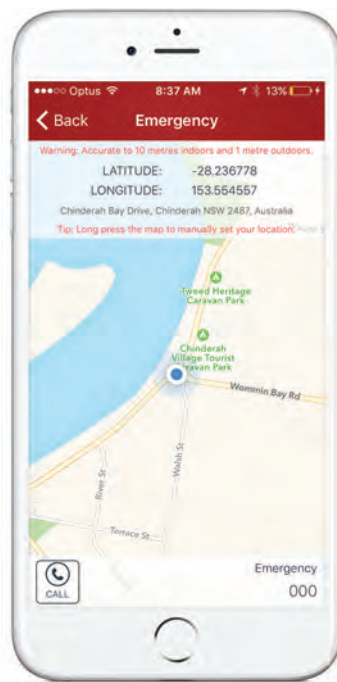 Optus 8:37 AM 13%
Back Emergency
Warning: Accurate to 10 metres indoors and 1 metre outdoors.
LATITUDE: -28.236778
LONGITUDE: 153.554557
Chinderah Bay Drive, Chinderah NSW 2487, Australia
Tip: Long press the map to manually set your location.
Tweed Heritage
Caravan Park
Chinderah
Village Tourist
Caravan Park
Wommin Bay Rd
Walsh St
River St
Terrace St
Emergency
CALL
000